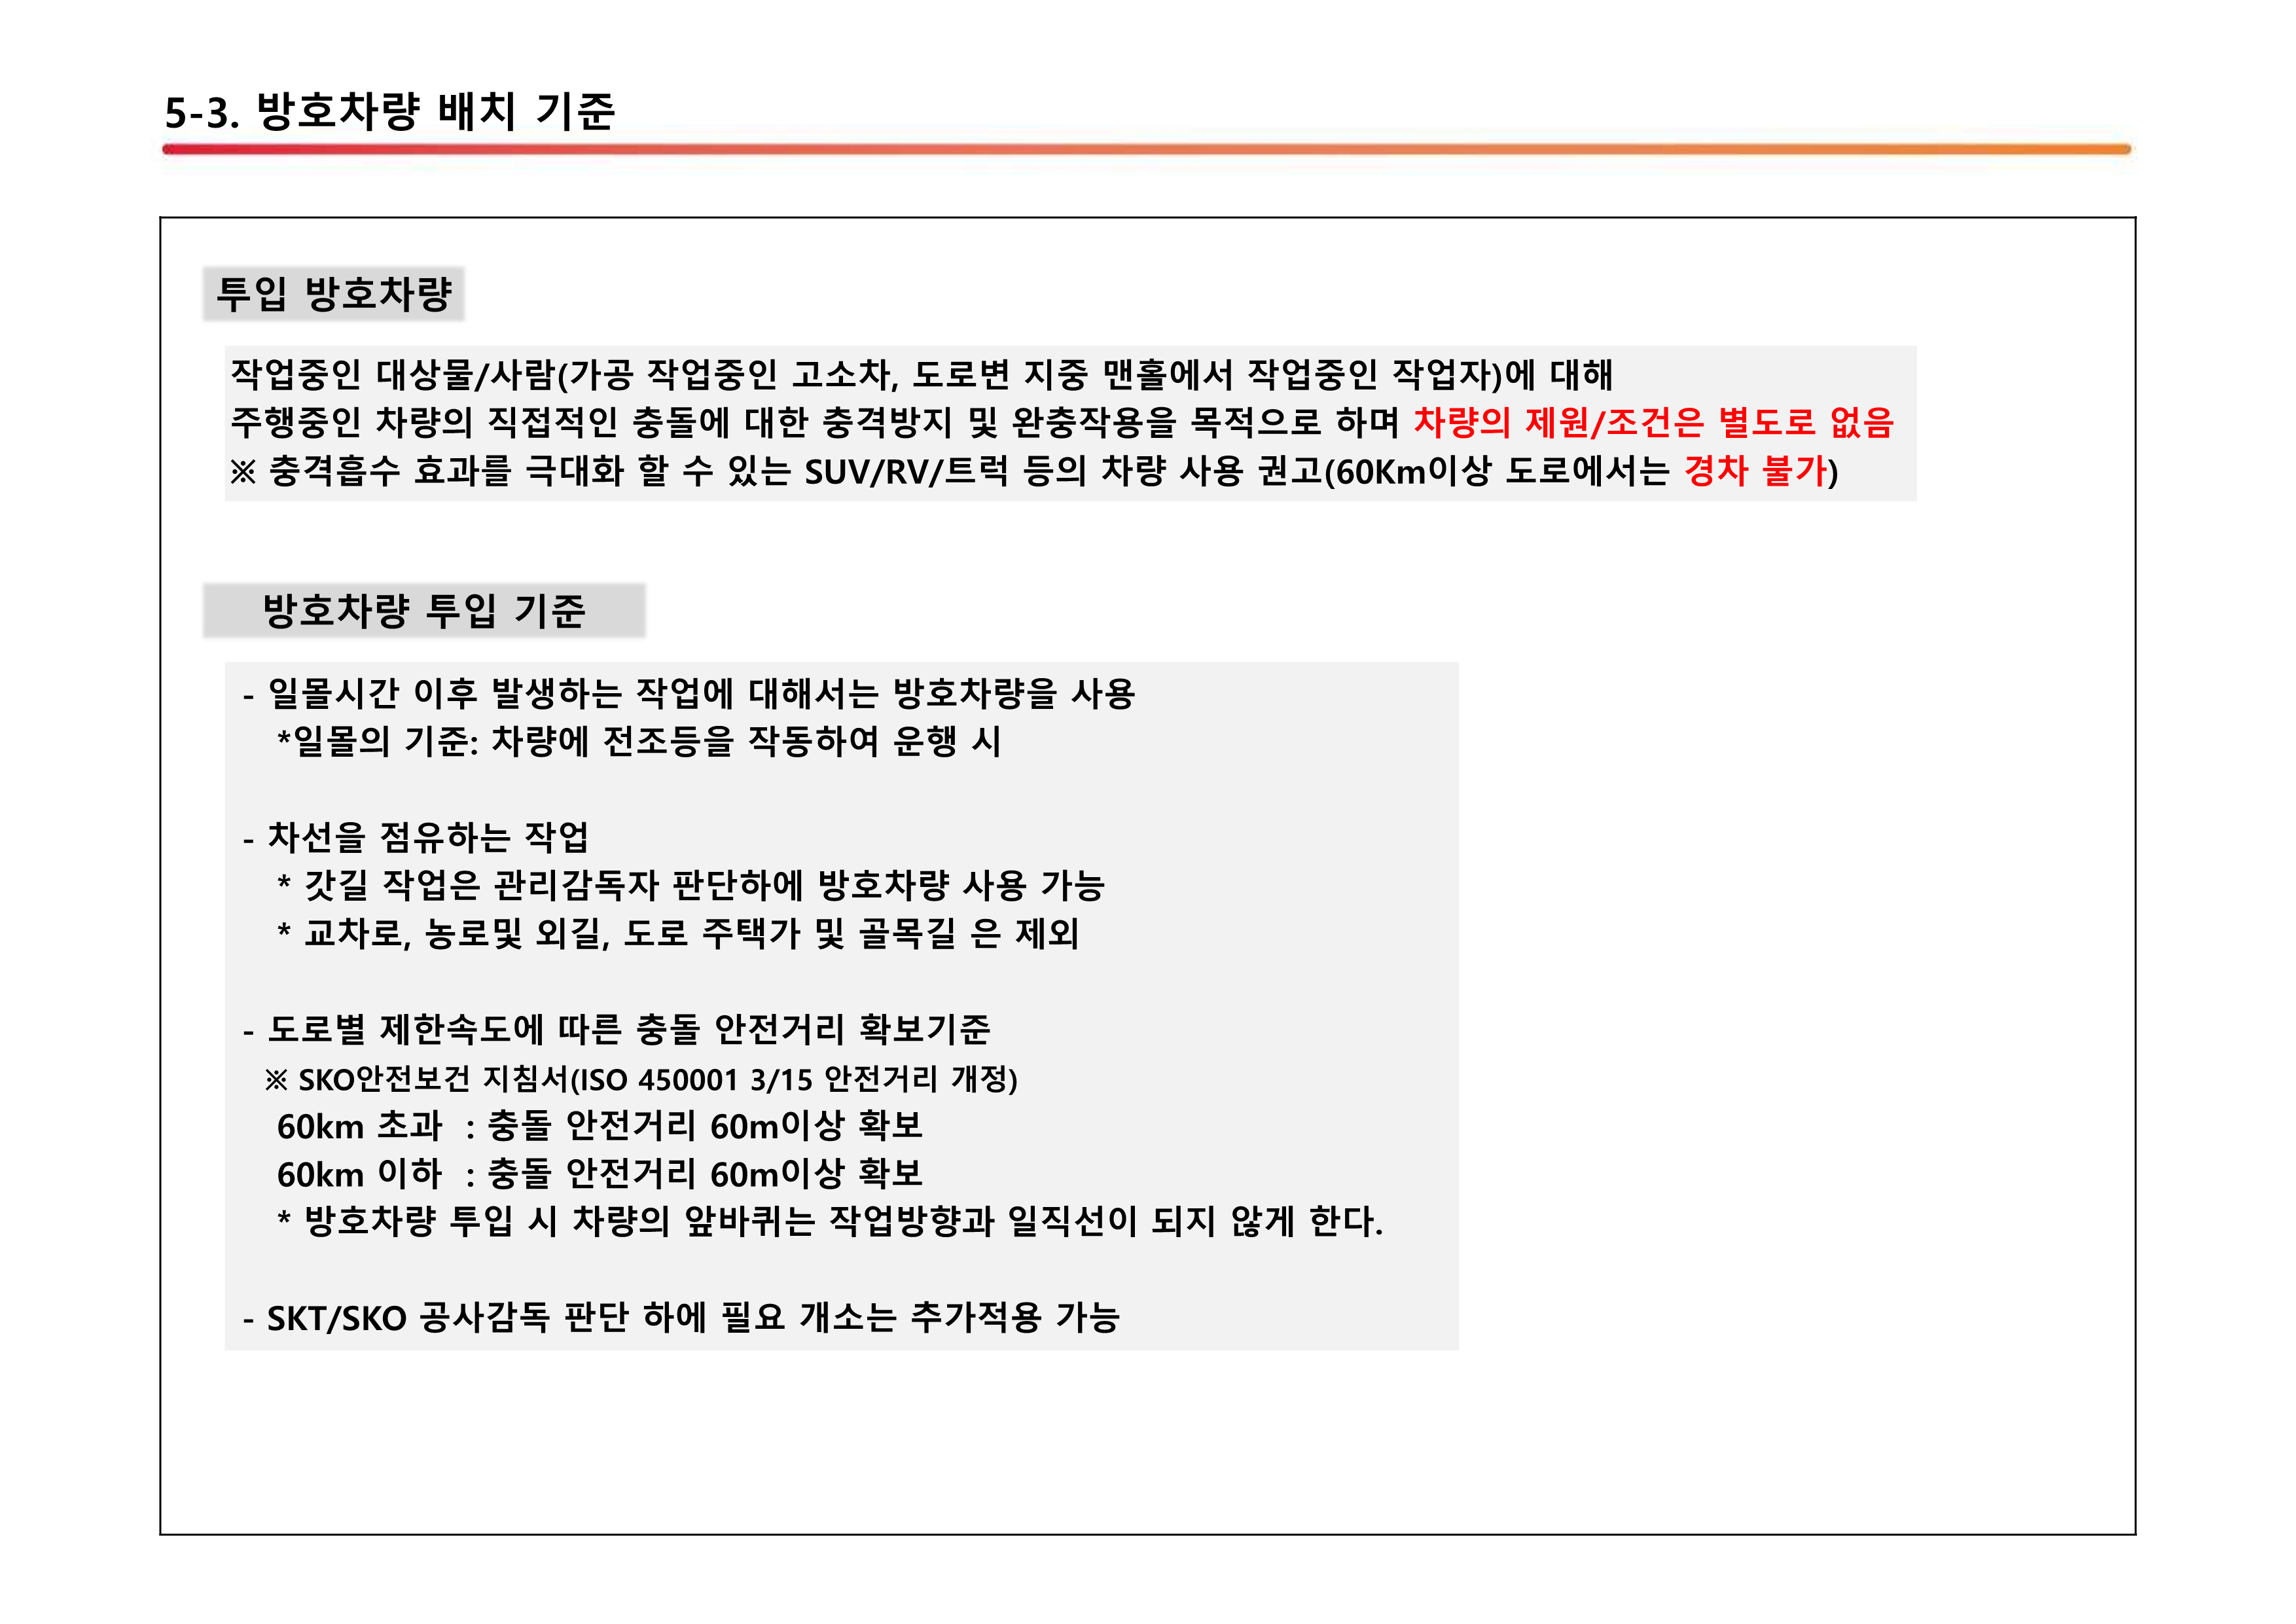 5-3. 방호차량 배치 기준
투입 방호차량
작업중인 대상물/사람(가공 작업중인 고소차, 도로변 지중 맨홀에서 작업중인 작업자)에 대해
주행중인 차량의 직접적인 충돌에 대한 충격방지 및 완충작용을 목적으로 하며 차량의 제원/조건은 별도로 없음
※ 충격흡수 효과를 극대화 할 수 있는 SUV/RV/트럭 등의 차량 사용 권고(60Km이상 도로에서는 경차 불가)
방호차량 투입 기준
- 일몰시간 이후 발생하는 작업에 대해서는 방호차량을 사용
*일몰의 기준: 차량에 전조등을 작동하여 운행 시
- 차선을 점유하는 작업
* 갓길 작업은 관리감독자 판단하에 방호차량 사용 가능
* 교차로, 농로및 외길, 도로 주택가 및 골목길 은 제외
- 도로별 제한속도에 따른 충돌 안전거리 확보기준
※ SKO안전보건 지침서(ISO 450001 3/15 안전거리 개정)
60km 초과 : 충돌 안전거리 60m이상 확보
60km 이하 : 충돌 안전거리 60m이상 확보
* 방호차량 투입 시 차량의 앞바퀴는 작업방향과 일직선이 되지 않게 한다.
- SKT/SKO 공사감독 판단 하에 필요 개소는 추가적용 가능